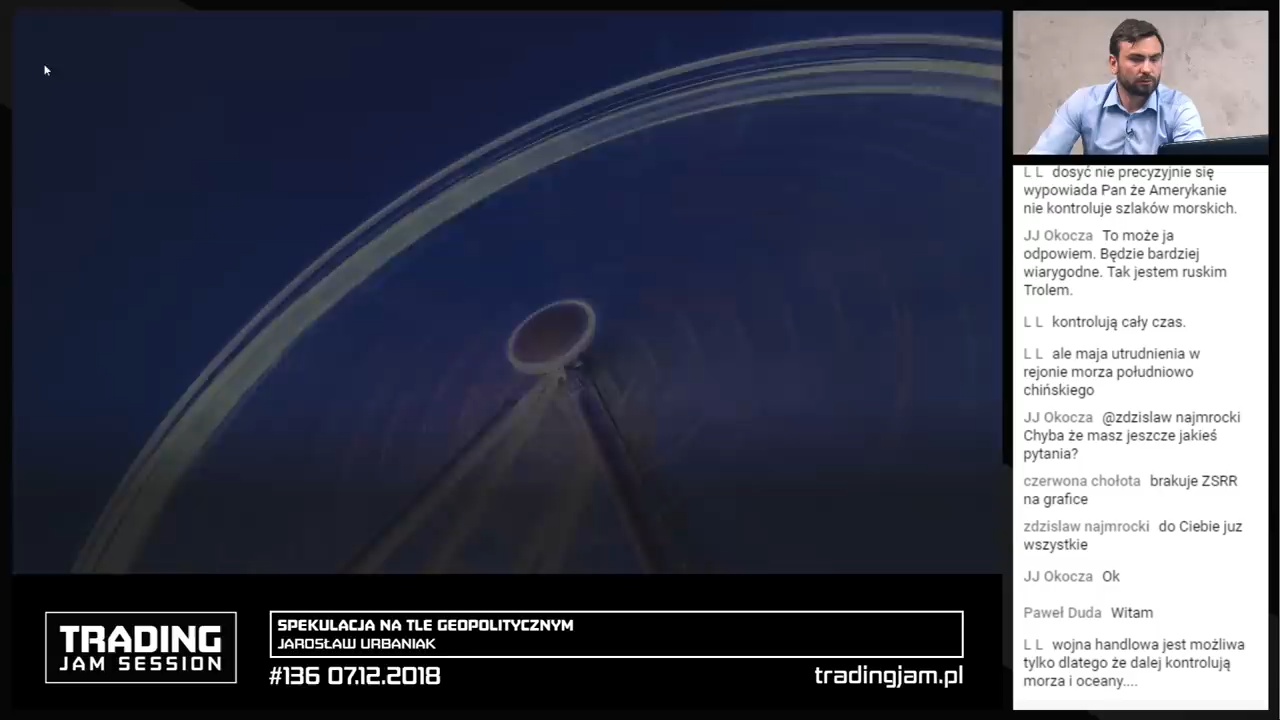 L L dosyć nie precyzyjnie się
wypowiada Pan że Amerykanie
nie kontroluje szlaków morskich.
JJ Okocza To może ja
odpowiem. Będzie bardziej
wiarygodne. Tak jestem ruskim
Trolem.
L L kontrolują cały czas.
L L ale maja utrudnienia w
rejonie morza południowo
chińskiego
JJ Okocza @zdzislaw najmrocki
Chyba że masz jeszcze jakieś
pytania?
czerwona chołota brakuje ZSRR
na grafice
zdzislaw najmrocki do Ciebie juz
wszystkie
JJ Okocza Ok
Paweł Duda Witam
L L wojna handlowa jest możliwa
tylko dlatego że dalej kontrolują
morza i oceany....
TRADING
JAM SESSION
SPEKULACJA NA TLE GEOPOLITYCZNYM
JAROSŁAW URBANIAK
#136 07.12.2018
tradingjam.pl